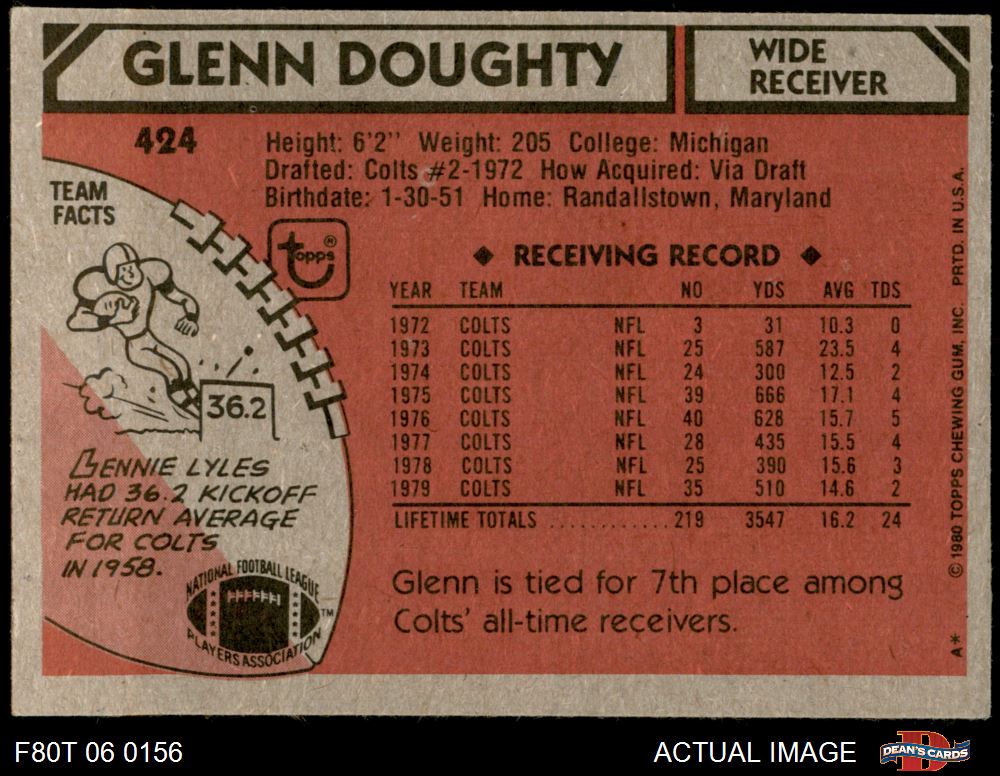 GLENN DOUGHTY
WIDE
RECEIVER
424
Height: 6'2" Weight: 205 College: Michigan
Drafted: Colts #2-1972 How Acquired: Via Draft
Birthdate: 1-30-51 Home: Randallstown, Maryland
TEAM
FACTS
topps®
36.2
LENNIE LYLES
HAD 36.2 KICKOFF
RETURN AVERAGE
FOR COLTS
IN 1958.
NATIONAL FOOTBALL LEAGUE
PLAYERS ASSOCIATION™
◆ RECEIVING RECORD ◆
YEAR TEAM NO YDS AVG TDS
1972 COLTS NFL 3 31 10.3 0
1973 COLTS NFL 25 587 23.5 4
1974 COLTS NFL 24 300 12.5 2
1975 COLTS NFL 39 666 17.1 4
1976 COLTS NFL 40 628 15.7 5
1977 COLTS NFL 28 435 15.5 4
1978 COLTS NFL 25 390 15.6 3
1979 COLTS NFL 35 510 14.6 2
LIFETIME TOTALS ............219 3547 16.2 24
Glenn is tied for 7th place among
Colts' all-time receivers.
A* © 1980 TOPPS CHEWING GUM, INC. PRTD. IN U.S.A.
F80T 06 0156
ACTUAL IMAGE
DEAN'S CARDS